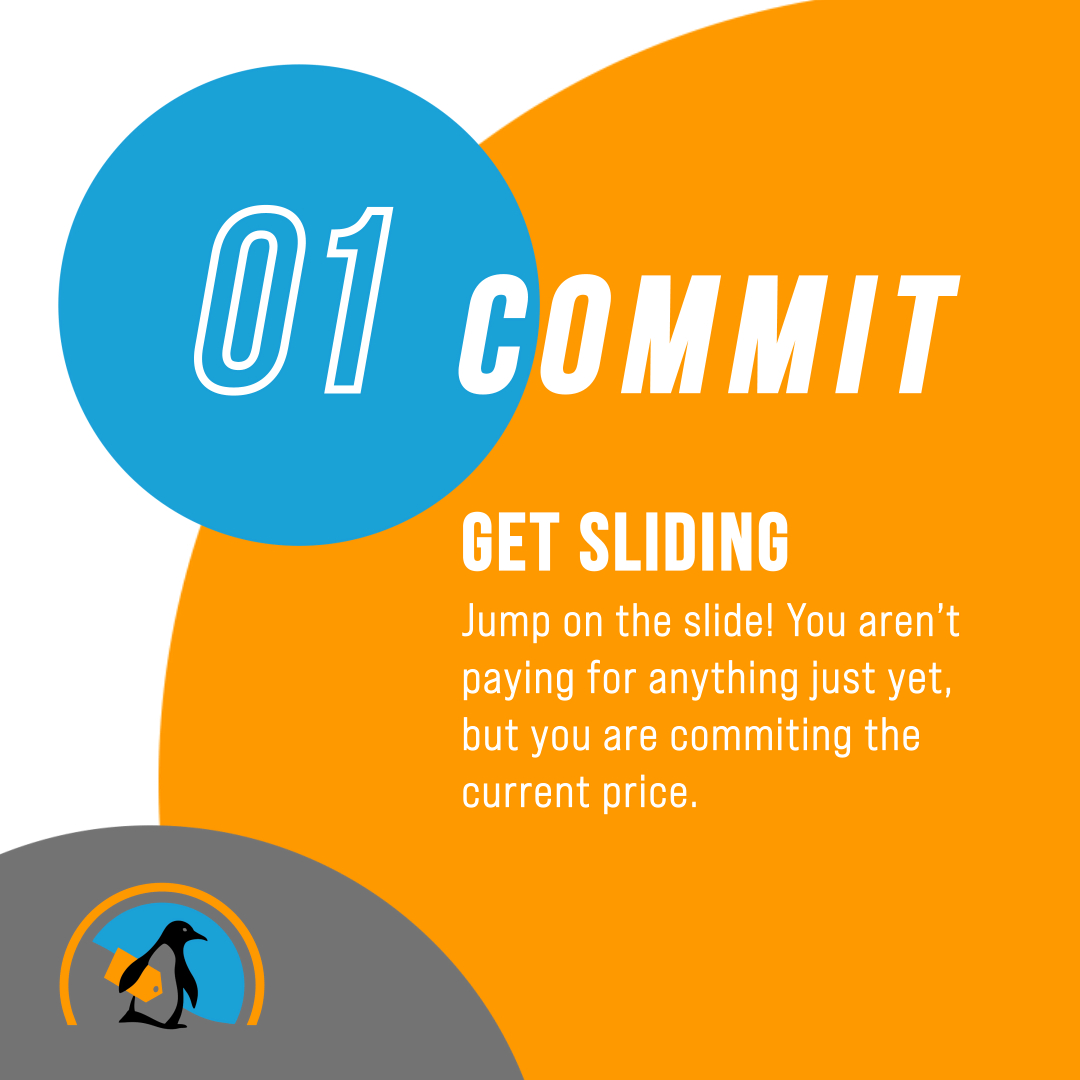 01
COMMIT
GET SLIDING
Jump on the slide! You aren’t
paying for anything just yet,
but you are commiting the
current price.